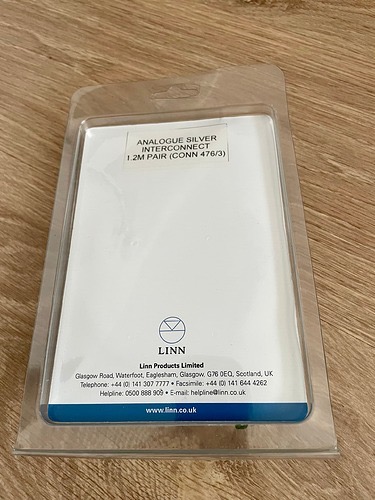 ANALOGUE SILVER
INTERCONNECT
1.2M PAIR (CONN 476/3)
LINN
Linn Products Limited
Glasgow Road, Waterfoot, Eaglesham, Glasgow. G76 0EQ, Scotland, UK
Telephone: +44 (0) 141 307 7777 • Facsimile: +44 (0) 141 644 4262
Helpline: 0500 888 909 • E-mail: helpline@linn.co.uk
www.linn.co.uk